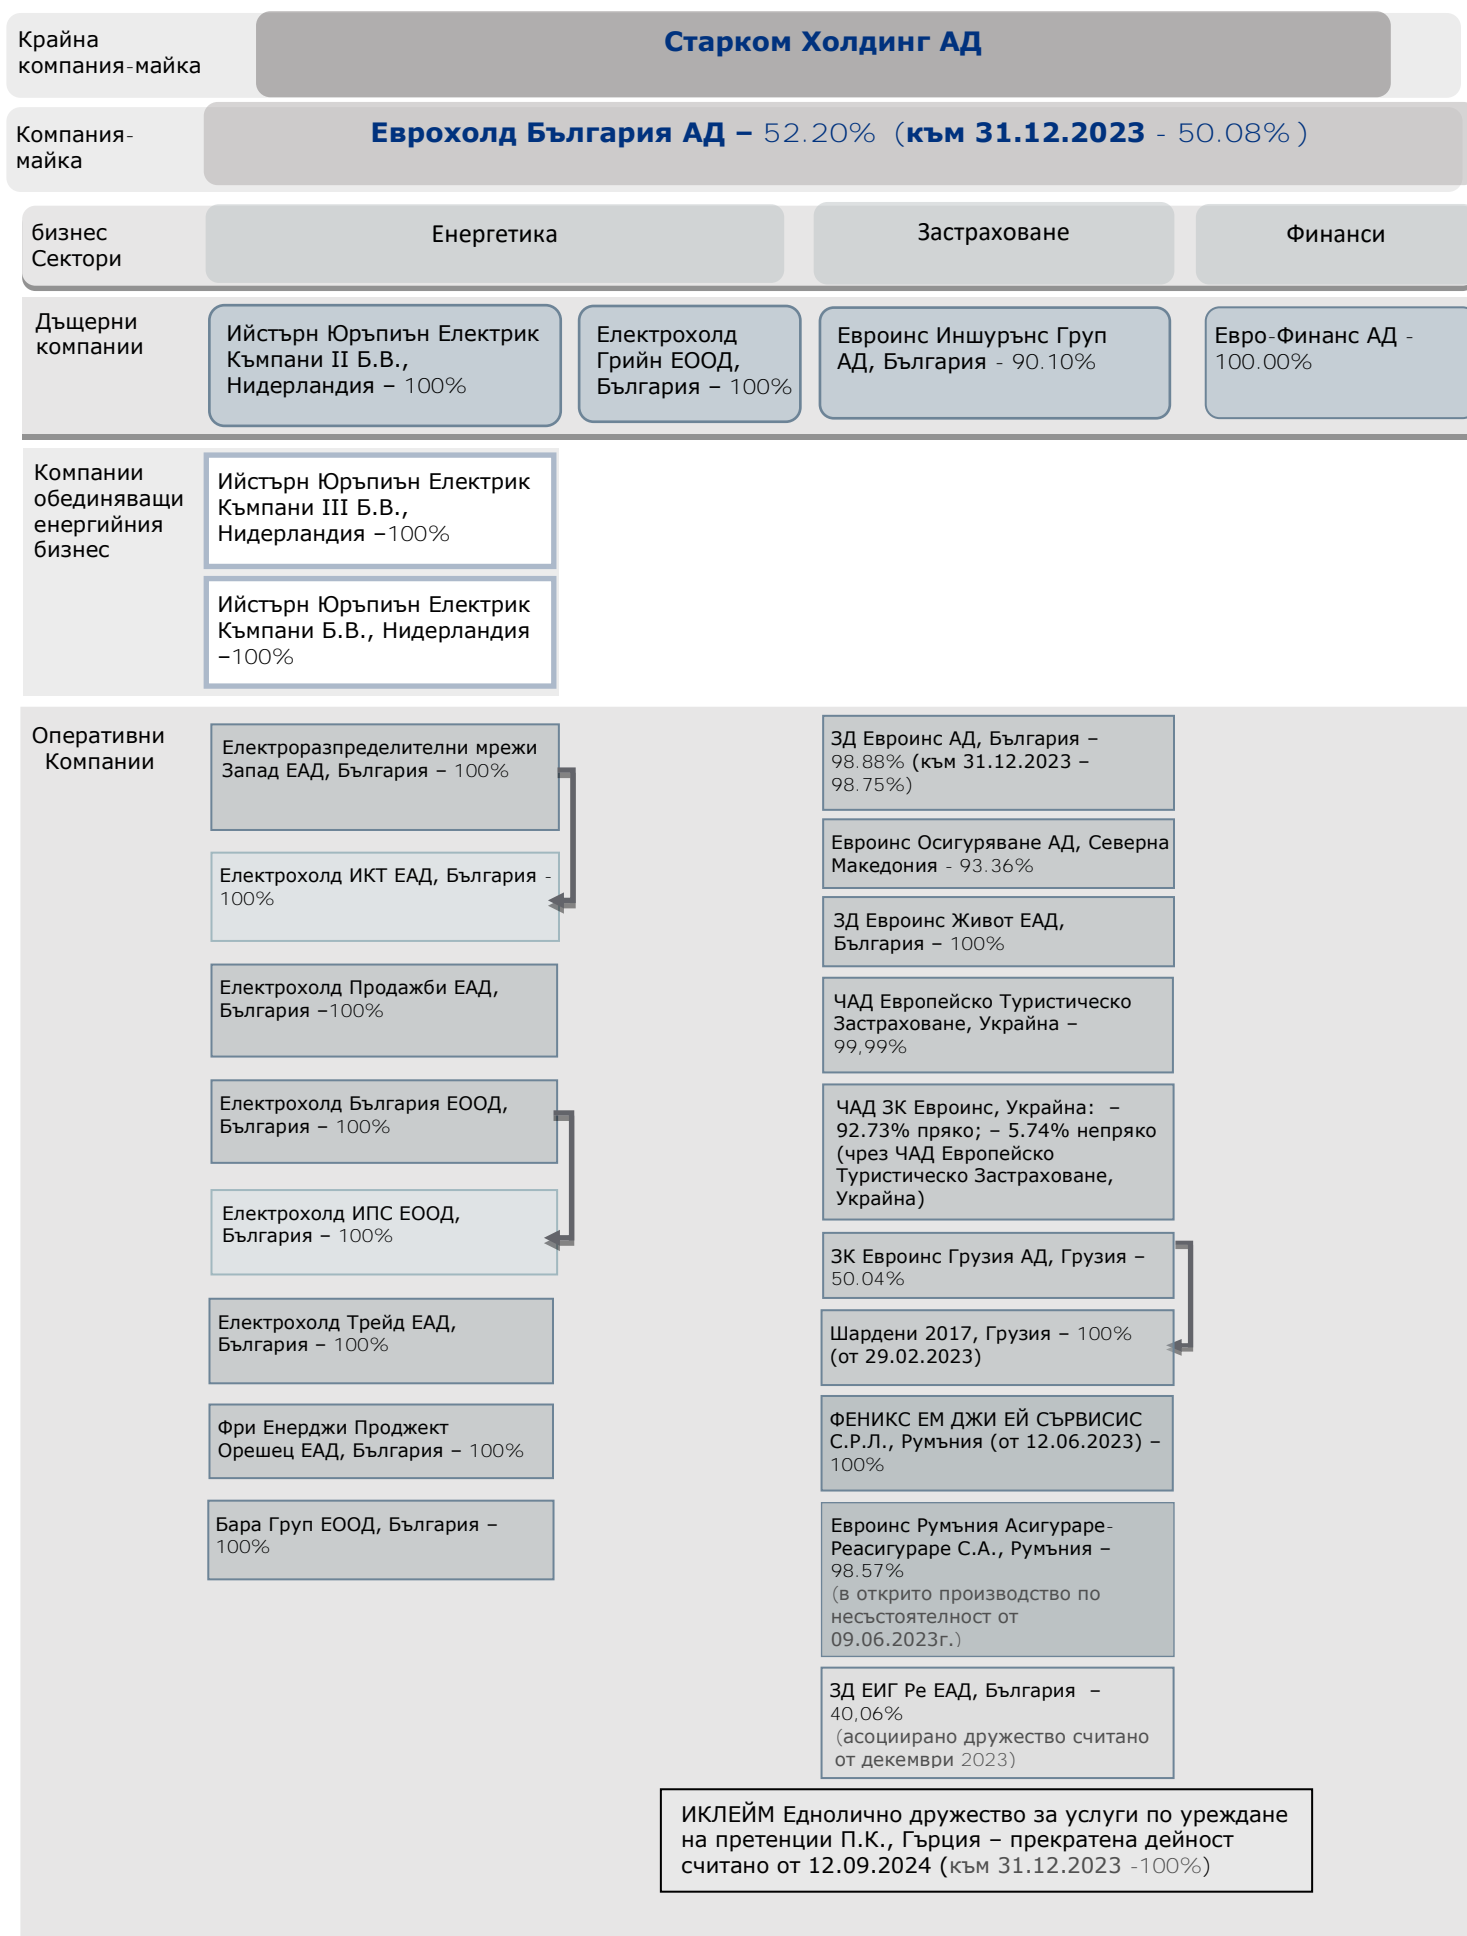 Крайна
компания-майка
Старком Холдинг АД
Компания-
майка
Еврохолд България АД – 52.20% (към 31.12.2023 - 50.08%)
бизнес
Сектори
Енергетика
Застраховане
Финанси
Дъщерни
компании
Ийстърн Юръпиън Електрик
Къмпани II Б.В.,
Нидерландия – 100%
Електрохолд
Грийн ЕООД,
България – 100%
Евроинс Иншурънс Груп
АД, България - 90.10%
Евро-Финанс АД -
100.00%
Компании
обединяващи
енергийния
бизнес
Ийстърн Юръпиън Електрик
Къмпани III Б.В.,
Нидерландия –100%
Ийстърн Юръпиън Електрик
Къмпани Б.В., Нидерландия
–100%
Оперативни
Компании
Електроразпределителни мрежи
Запад ЕАД, България – 100%
Електрохолд ИКТ ЕАД, България -
100%
Електрохолд Продажби ЕАД,
България –100%
Електрохолд България ЕООД,
България – 100%
Електрохолд ИПС ЕООД,
България – 100%
Електрохолд Трейд ЕАД,
България – 100%
Фри Енерджи Проджект
Орешец ЕАД, България – 100%
Бара Груп ЕООД, България –
100%
ЗД Евроинс АД, България –
98.88% (към 31.12.2023 –
98.75%)
Евроинс Осигуряване АД, Северна
Македония - 93.36%
ЗД Евроинс Живот ЕАД,
България – 100%
ЧАД Европейско Туристическо
Застраховане, Украйна –
99,99%
ЧАД ЗК Евроинс, Украйна: –
92.73% пряко; – 5.74% непряко
(чрез ЧАД Европейско
Туристическо Застраховане,
Украйна)
ЗК Евроинс Грузия АД, Грузия –
50.04%
Шардени 2017, Грузия – 100%
(от 29.02.2023)
ФЕНИКС ЕМ ДЖИ ЕЙ СЪРВИСИС
С.Р.Л., Румъния (от 12.06.2023) –
100%
Евроинс Румъния Асигураре-
Реасигураре С.А., Румъния –
98.57%
(в открито производство по
несъстоятелност от
09.06.2023г.)
ЗД ЕИГ Ре ЕАД, България –
40,06%
(асоциирано дружество считано
от декември 2023)
ИКЛЕЙМ Еднолично дружество за услуги по уреждане
на претенции П.К., Гърция – прекратена дейност
считано от 12.09.2024 (към 31.12.2023 -100%)